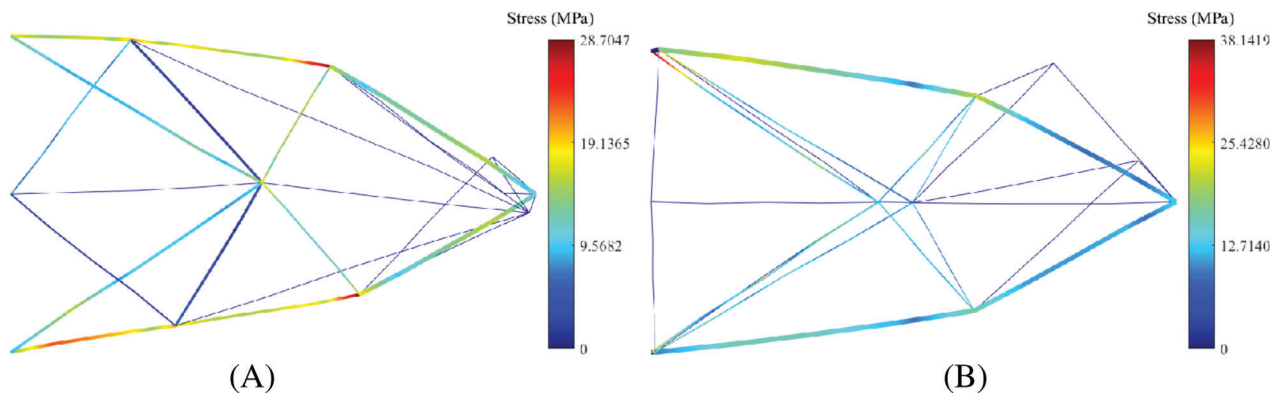 Stress (MPa)
28.7047
19.1365
9.5682
0
(A)
Stress (MPa)
38.1419
25.4280
12.7140
0
(B)